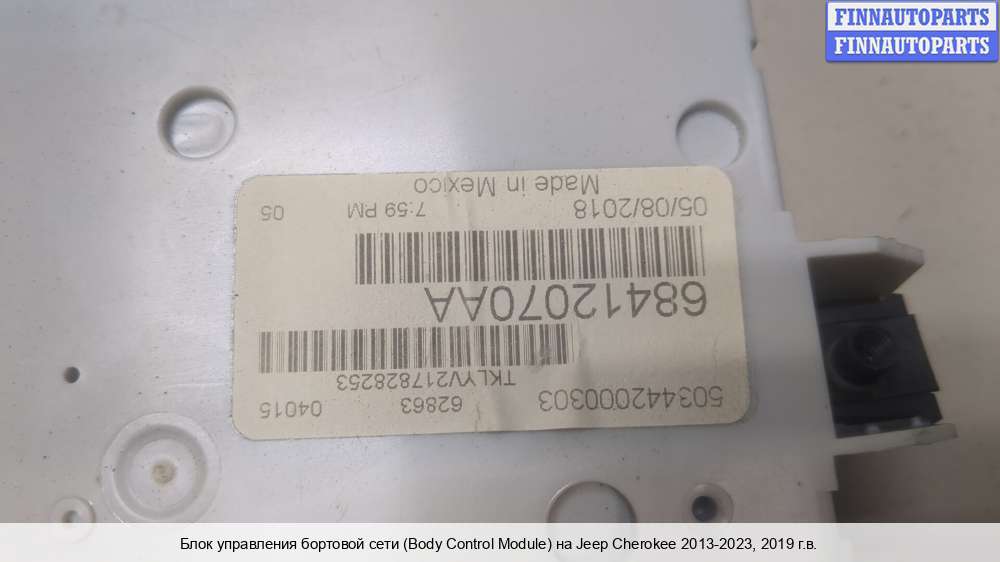 FINNAUTOPARTS
FINNAUTOPARTS
503442000303 62863 04015
TKLYV217828253
68412070AA
05/08/2018 7:59 PM 05
Made in Mexico
Блок управления бортовой сети (Body Control Module) на Jeep Cherokee 2013-2023, 2019 г.в.